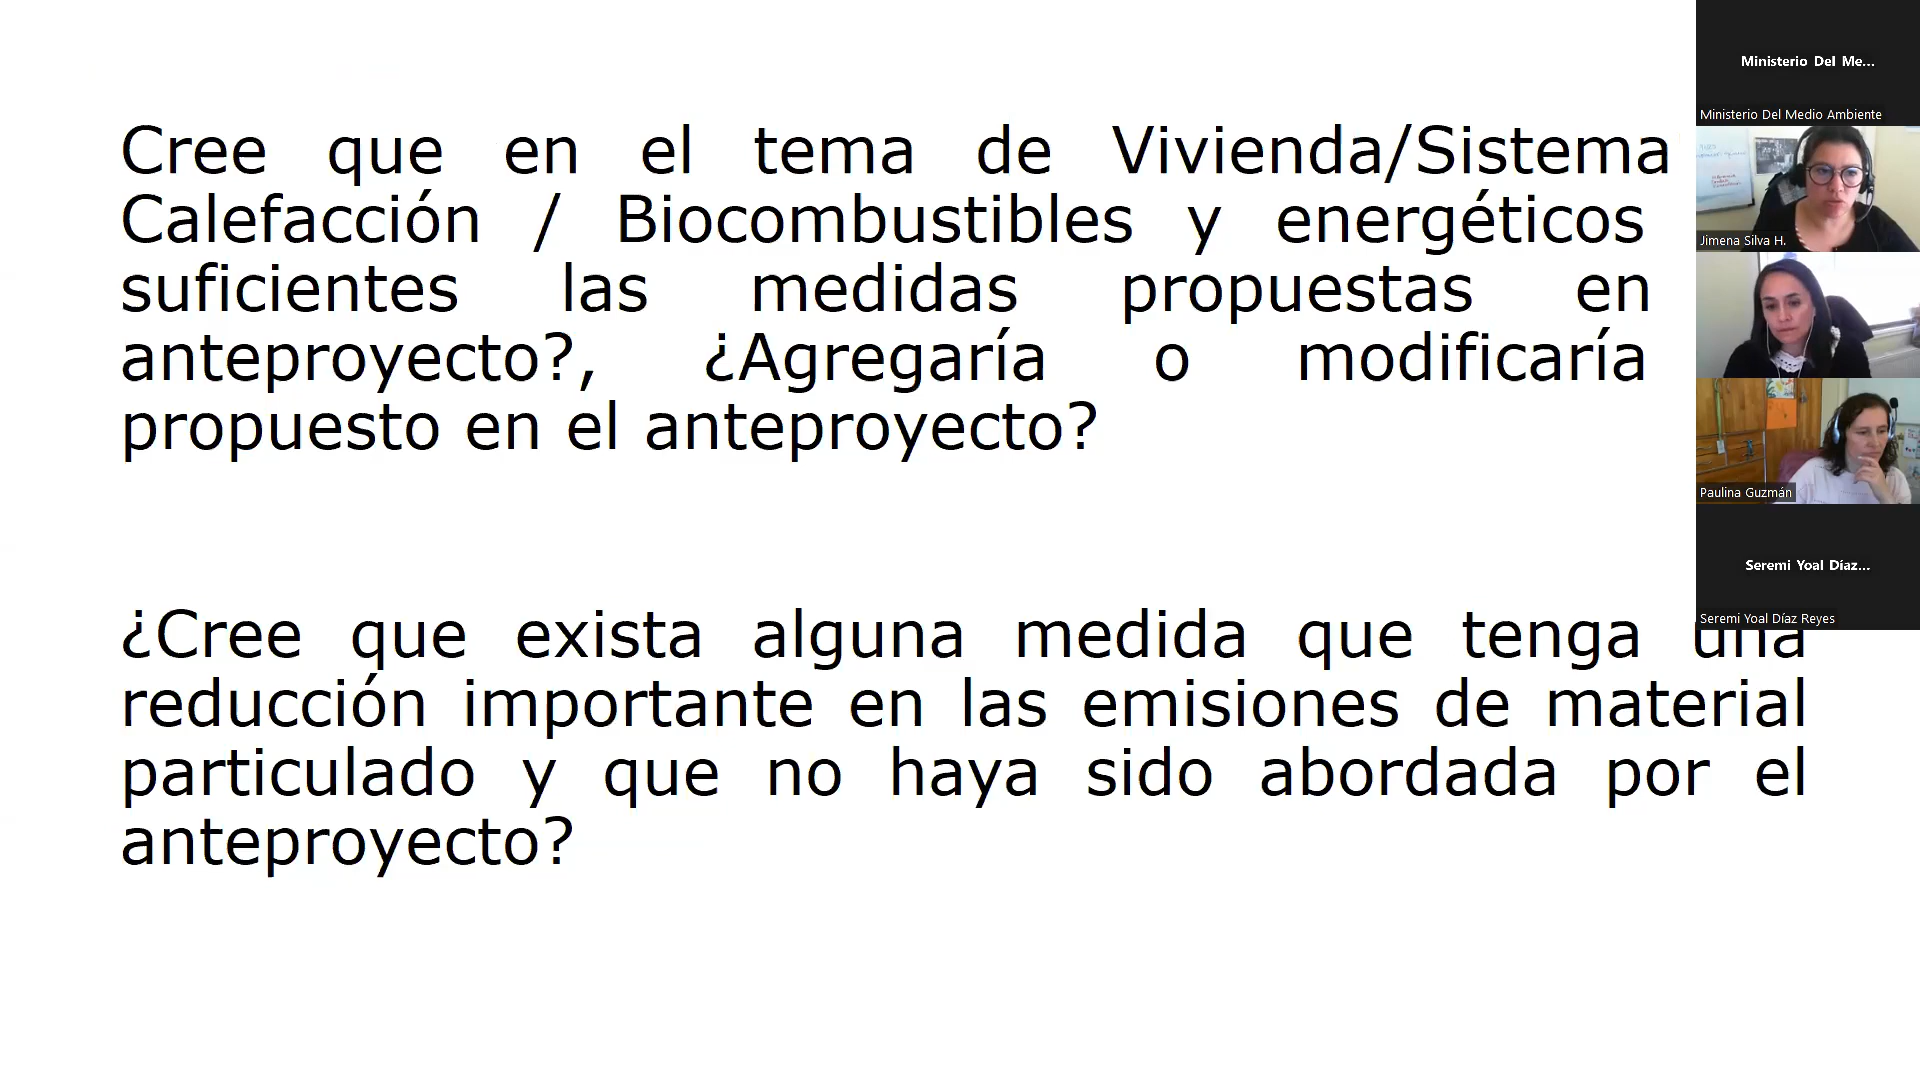 Cree que en el tema de Vivienda/Sistema
Calefacción / Biocombustibles y energéticos
suficientes las medidas propuestas en
anteproyecto?, ¿Agregaría o modificaría
propuesto en el anteproyecto?
¿Cree que exista alguna medida que tenga una
reducción importante en las emisiones de material
particulado y que no haya sido abordada por el
anteproyecto?
Ministerio Del Me...
Ministerio Del Medio Ambiente
Jimena Silva H.
Paulina Guzmán
Seremi Yoal Díaz...
Seremi Yoal Díaz Reyes